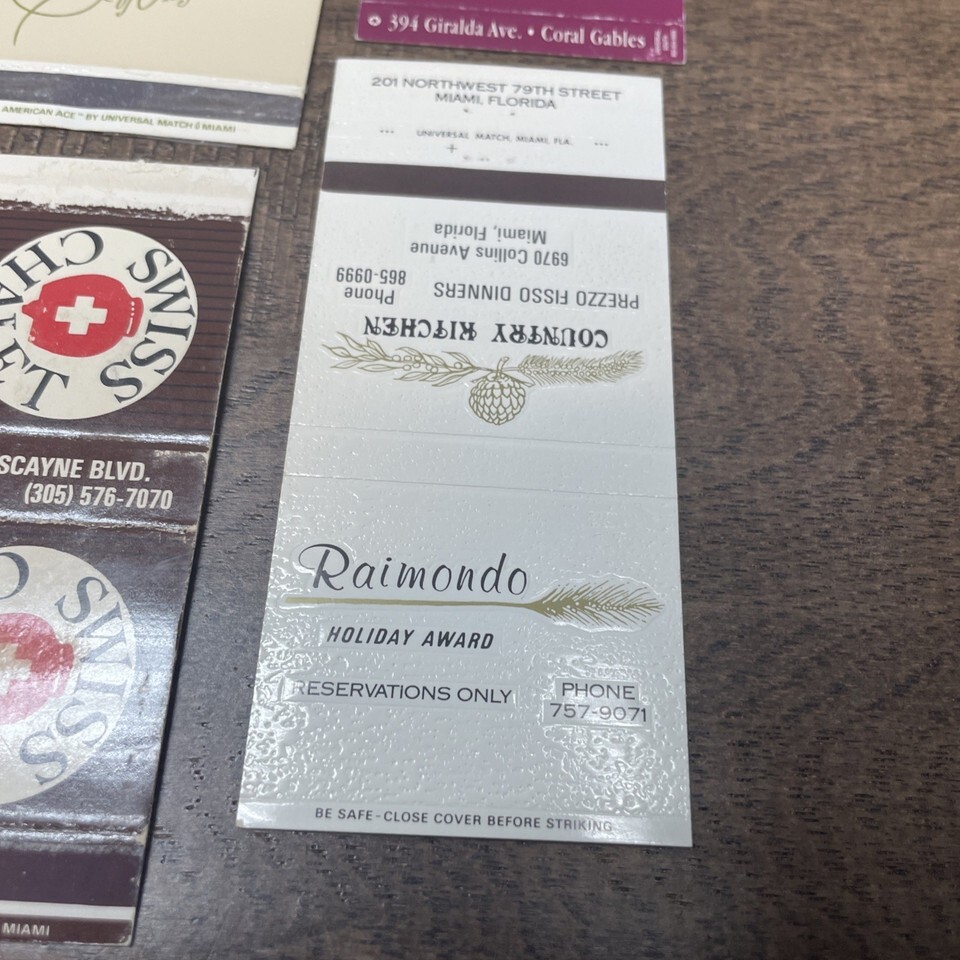 394 Giralda Ave. • Coral Gables
AMERICAN ACE™ BY UNIVERSAL MATCH MIAMI
201 NORTHWEST 79TH STREET
MIAMI, FLORIDA
UNIVERSAL MATCH, MIAMI, FLA.
COUNTRY KITCHEN
PREZZO FISSO DINNERS
Phone
865-0999
6970 Collins Avenue
Miami, Florida
Raimondo
HOLIDAY AWARD
RESERVATIONS ONLY
PHONE
757-9071
BE SAFE - CLOSE COVER BEFORE STRIKING
SWISS
CHALET
SCAYNE BLVD.
(305) 576-7070
SWISS
MIAMI